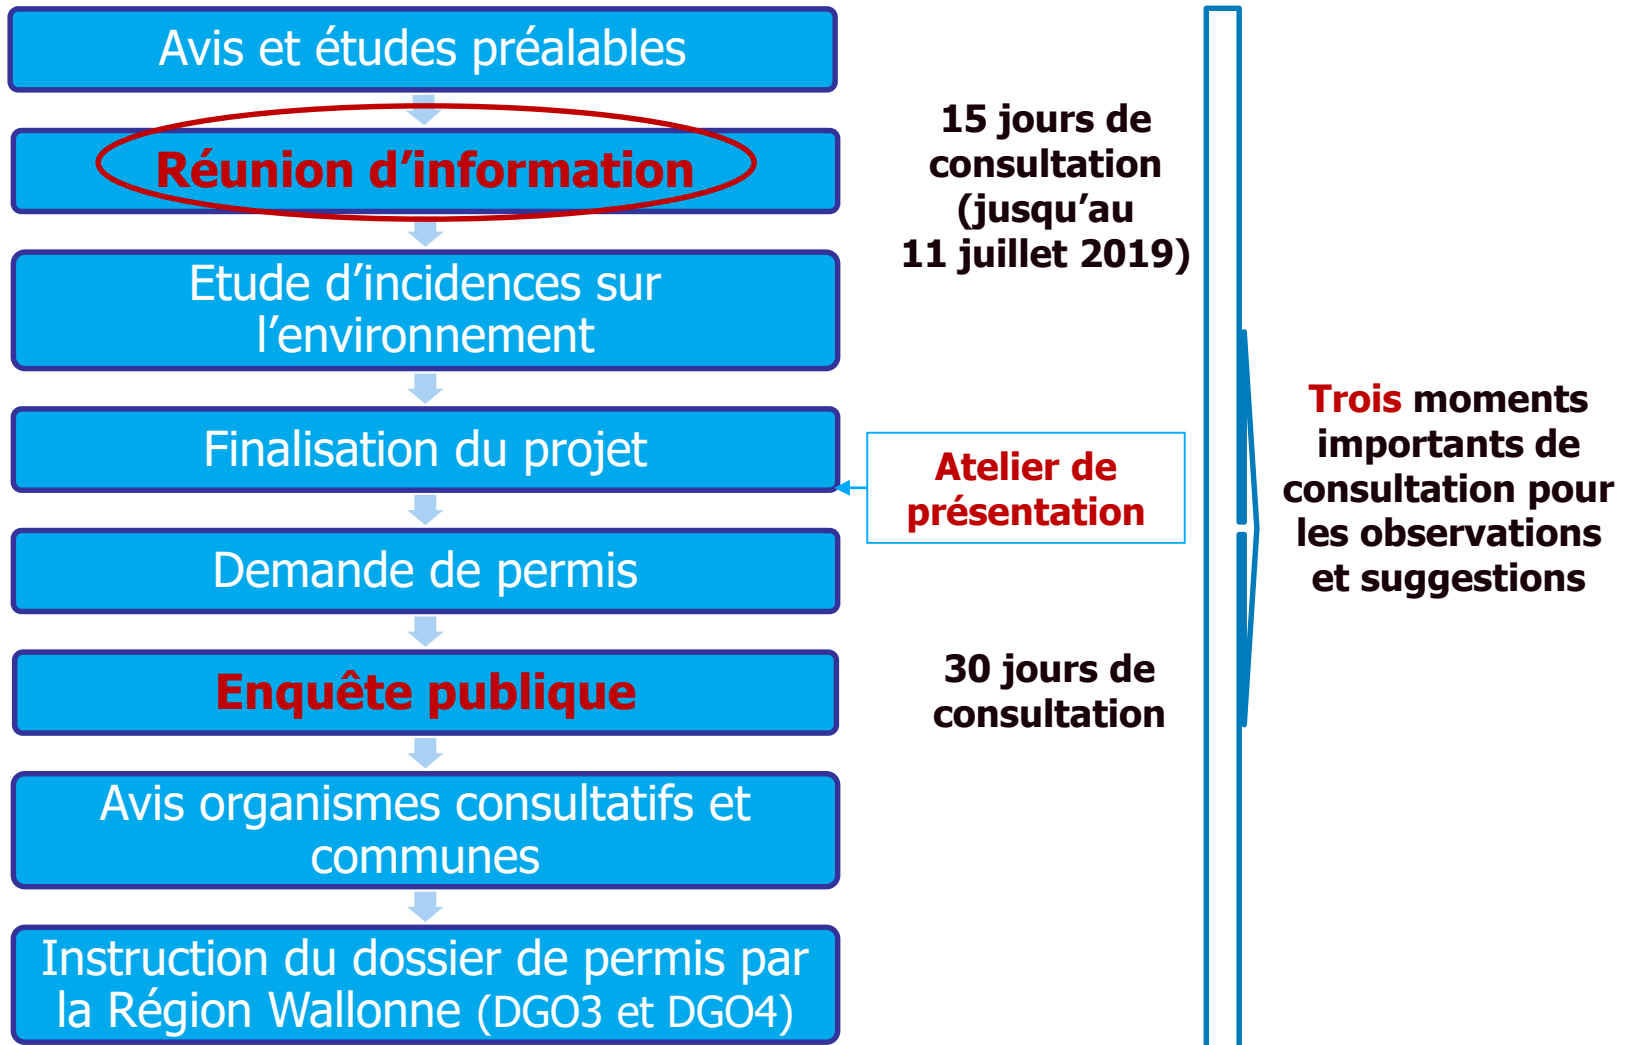 Avis et études préalables
Réunion d’information
15 jours de
consultation
(jusqu’au
11 juillet 2019)
Etude d’incidences sur
l’environnement
Finalisation du projet
Atelier de
présentation
Trois moments
importants de
consultation pour
les observations
et suggestions
Demande de permis
Enquête publique
30 jours de
consultation
Avis organismes consultatifs et
communes
Instruction du dossier de permis par
la Région Wallonne (DGO3 et DGO4)